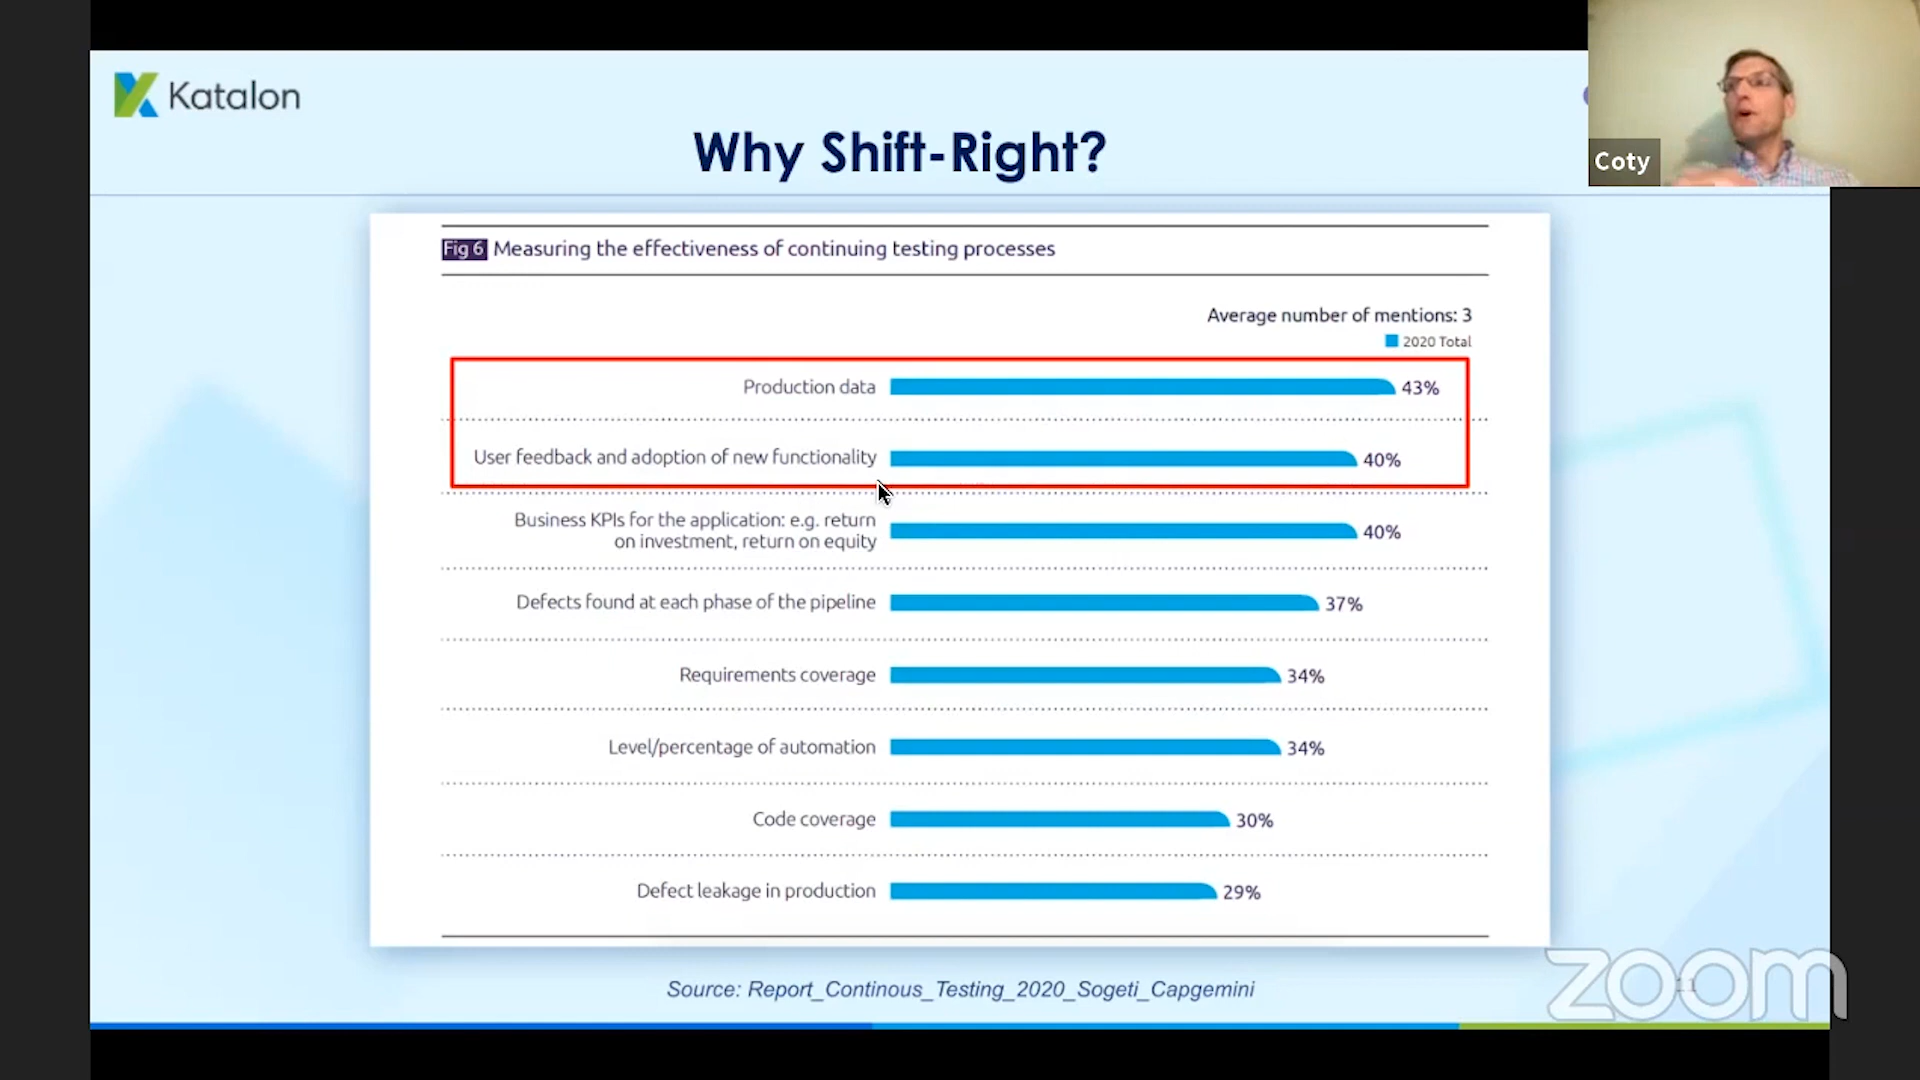 Katalon
Coty
Why Shift-Right?
Fig 6 Measuring the effectiveness of continuing testing processes
Average number of mentions: 3
2020 Total
Production data 43%
User feedback and adoption of new functionality 40%
Business KPIs for the application: e.g. return
on investment, return on equity 40%
Defects found at each phase of the pipeline 37%
Requirements coverage 34%
Level/percentage of automation 34%
Code coverage 30%
Defect leakage in production 29%
Source: Report_Continous_Testing_2020_Sogeti_Capgemini
11
zoom